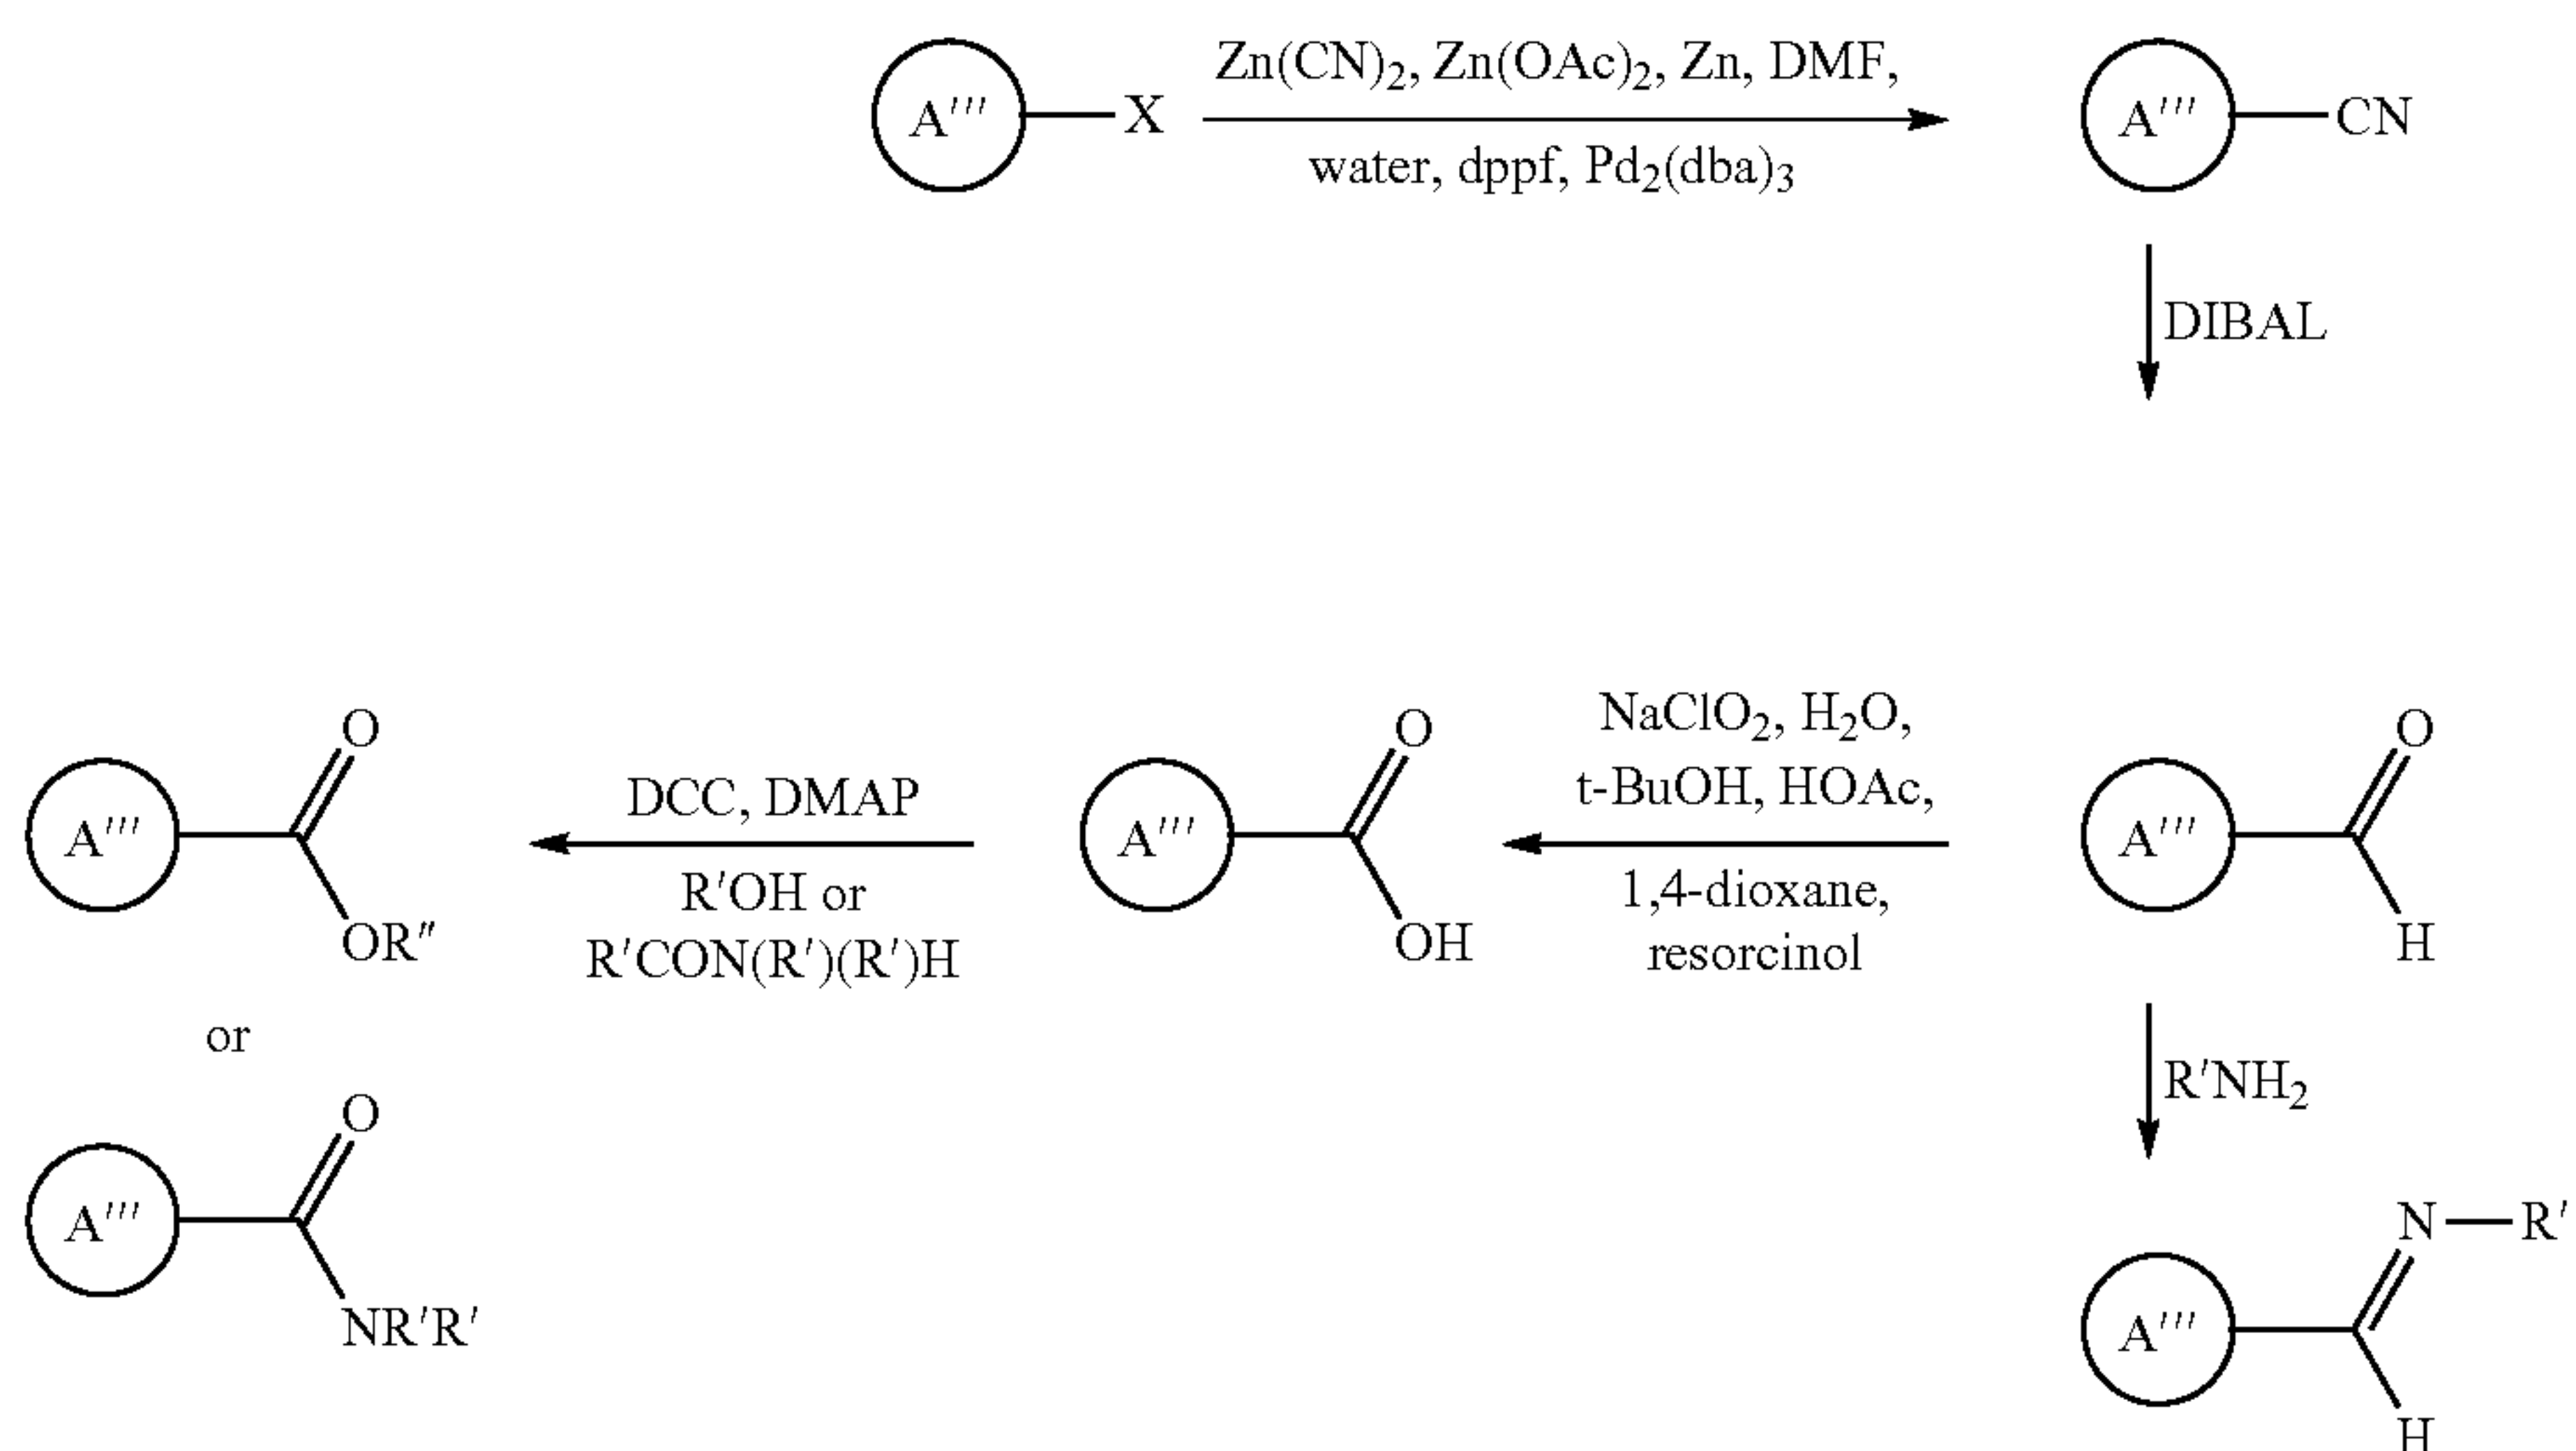 A''' X Zn(CN)2, Zn(OAc)2, Zn, DMF, A''' CN
water, dppf, Pd2(dba)3
DIBAL
O O NaClO2, H2O, O
A''' DCC, DMAP A''' t-BuOH, HOAc, A'''
R'OH or 1,4-dioxane,
OR" R'CON(R')(R')H OH resorcinol H
or
R'NH2
O
A''' N R'
NR'R' A'''
H